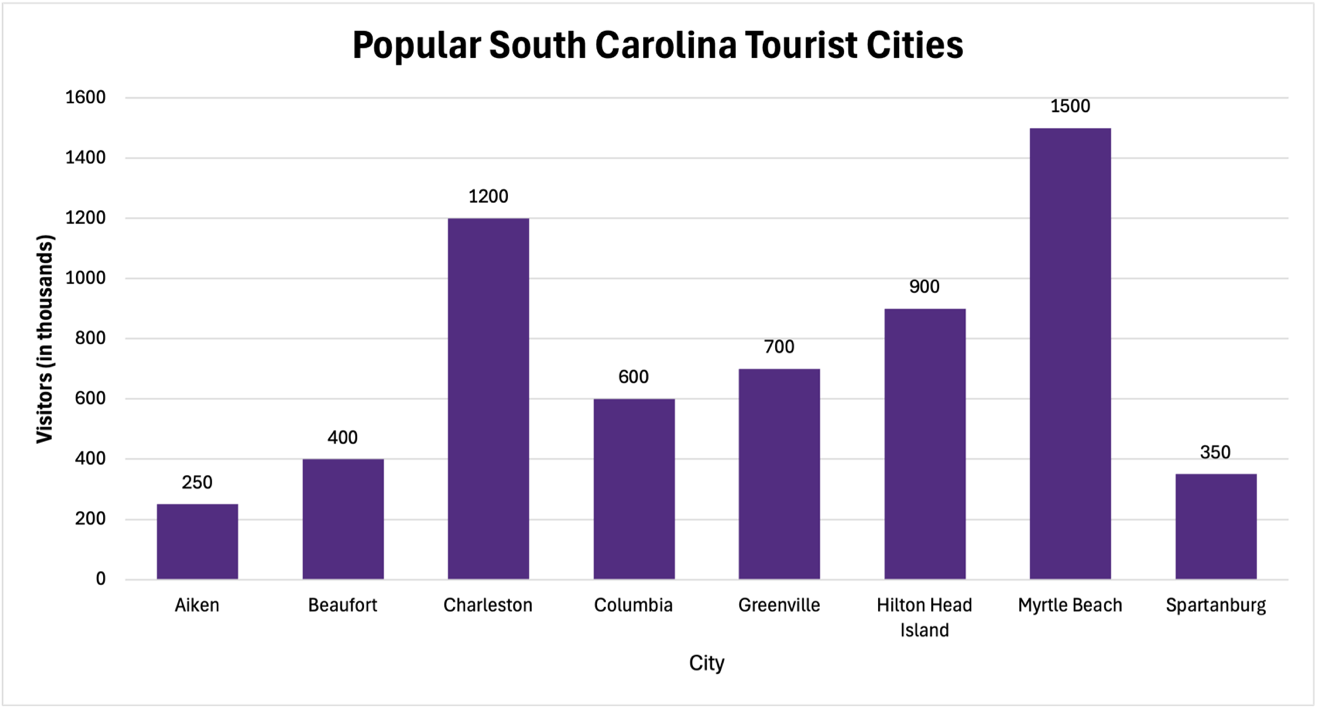 Popular South Carolina Tourist Cities
Visitors (in thousands)
1600
1400
1200
1000
800
600
400
200
0
250
400
1200
600
700
900
1500
350
Aiken
Beaufort
Charleston
Columbia
Greenville
Hilton Head
Island
Myrtle Beach
Spartanburg
City